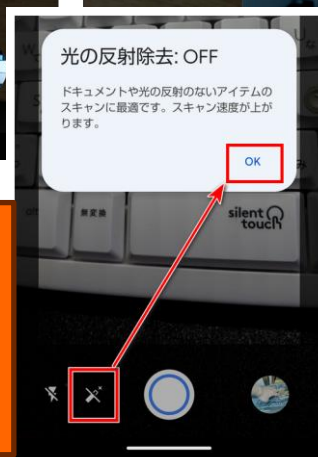 光の反射除去: OFF
ドキュメントや光の反射のないアイテムの
スキャンに最適です。スキャン速度が上が
ります。
OK
無変換
silent
touch